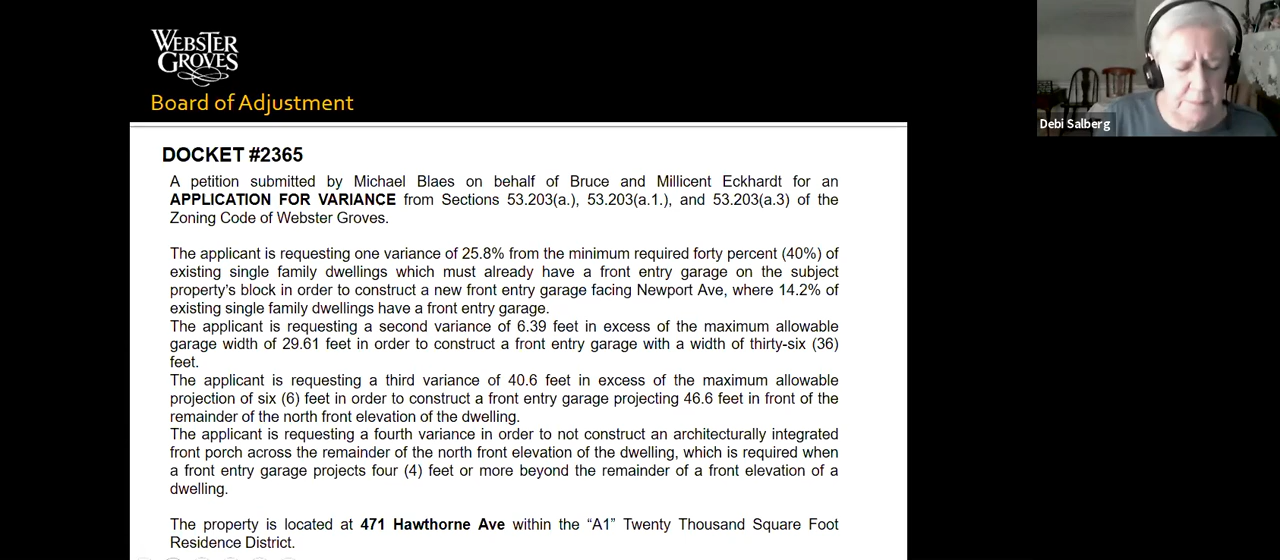 WEBSTER
GROVES
Board of Adjustment
Debi Salberg
DOCKET #2365
A petition submitted by Michael Blaes on behalf of Bruce and Millicent Eckhardt for an
APPLICATION FOR VARIANCE from Sections 53.203(a.), 53.203(a.1.), and 53.203(a.3) of the
Zoning Code of Webster Groves.
The applicant is requesting one variance of 25.8% from the minimum required forty percent (40%) of
existing single family dwellings which must already have a front entry garage on the subject
property's block in order to construct a new front entry garage facing Newport Ave, where 14.2% of
existing single family dwellings have a front entry garage.
The applicant is requesting a second variance of 6.39 feet in excess of the maximum allowable
garage width of 29.61 feet in order to construct a front entry garage with a width of thirty-six (36)
feet.
The applicant is requesting a third variance of 40.6 feet in excess of the maximum allowable
projection of six (6) feet in order to construct a front entry garage projecting 46.6 feet in front of the
remainder of the north front elevation of the dwelling.
The applicant is requesting a fourth variance in order to not construct an architecturally integrated
front porch across the remainder of the north front elevation of the dwelling, which is required when
a front entry garage projects four (4) feet or more beyond the remainder of a front elevation of a
dwelling.
The property is located at 471 Hawthorne Ave within the “A1” Twenty Thousand Square Foot
Residence District.